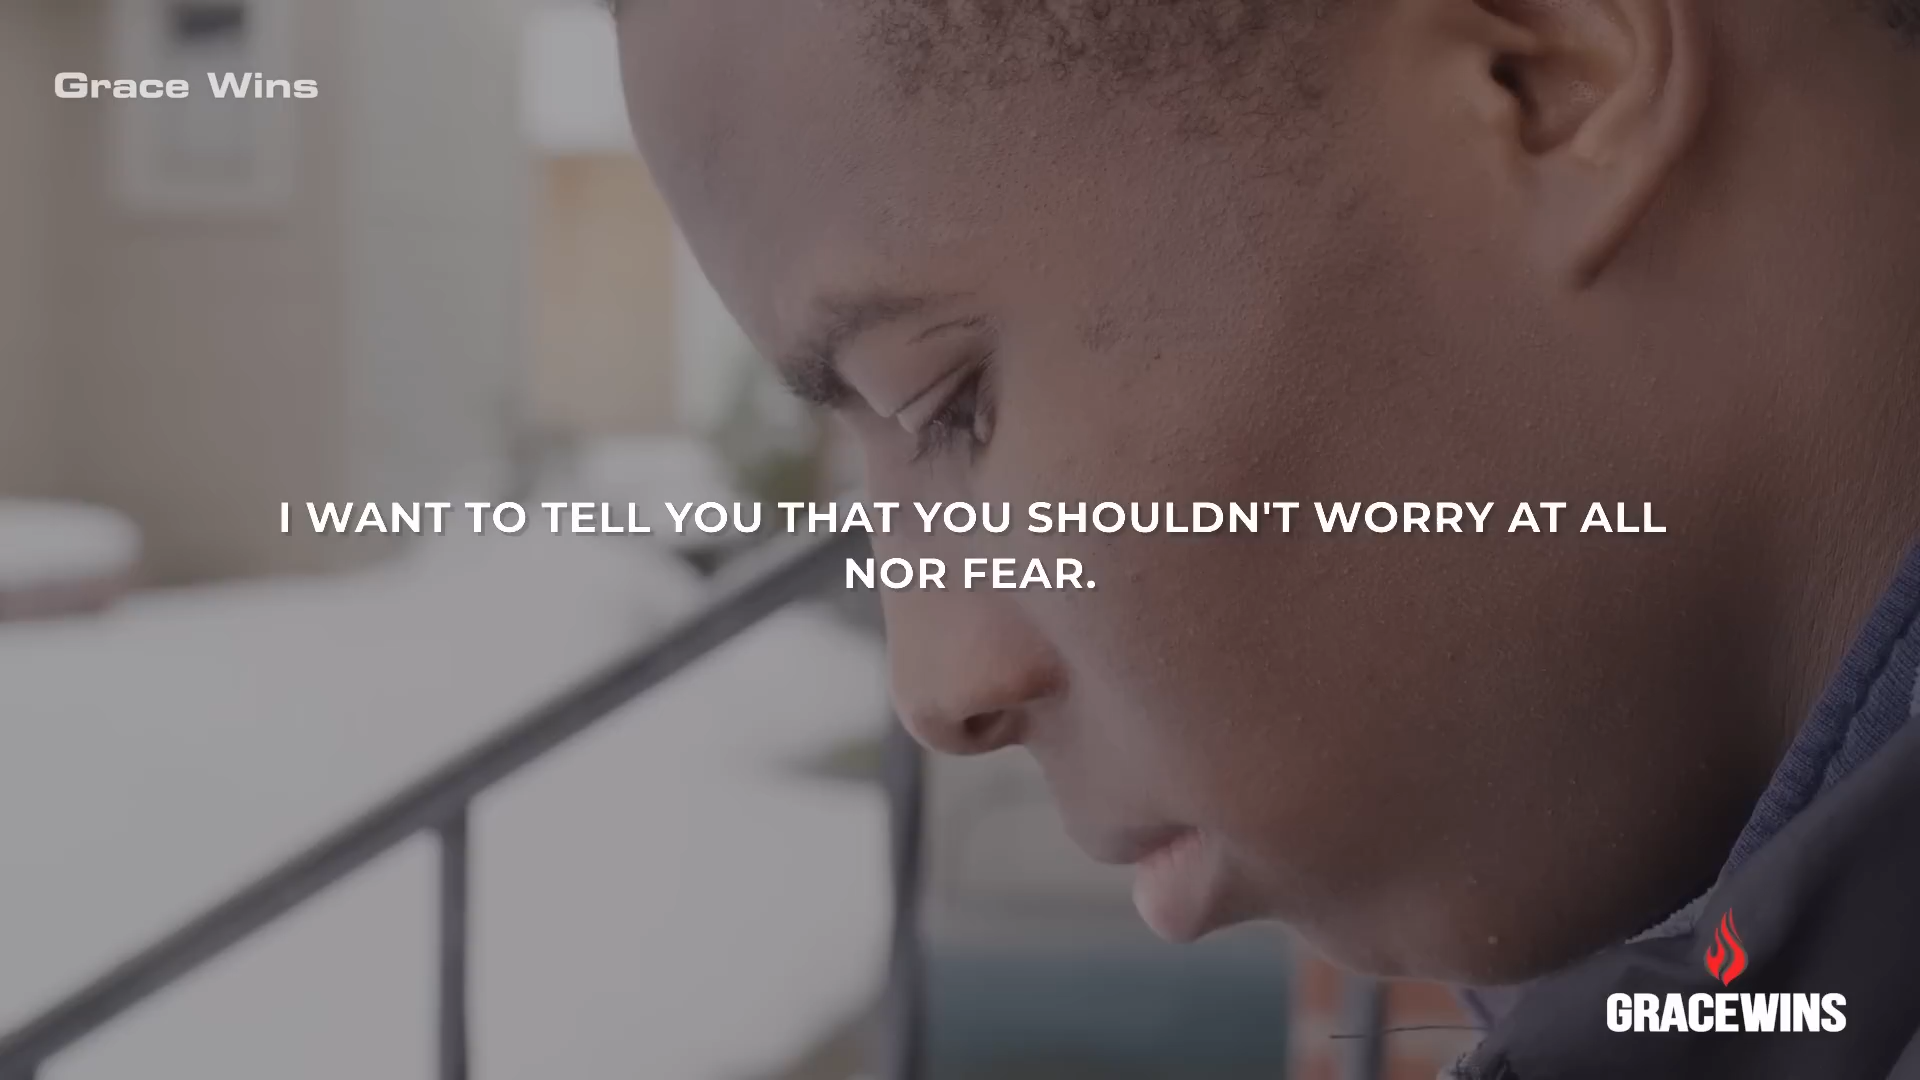 Grace Wins
I WANT TO TELL YOU THAT YOU SHOULDN'T WORRY AT ALL
NOR FEAR.
GRACEWINS